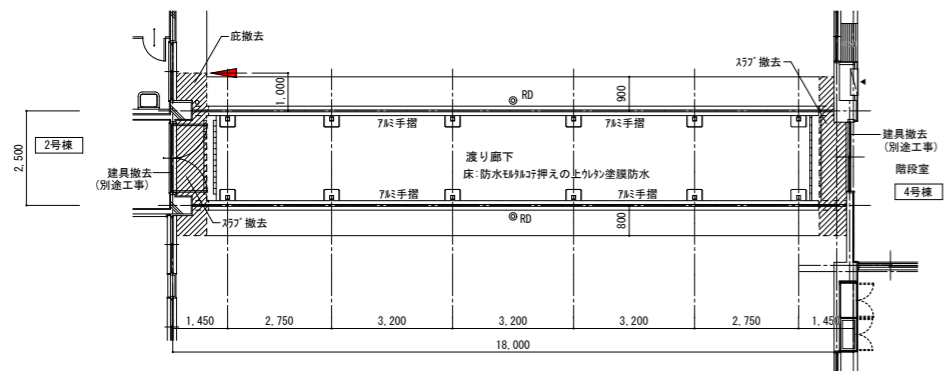 庇撤去
スラブ撤去
1,000
900
RD
アルミ手摺
アルミ手摺
2号棟
2,500
建具撤去
(別途工事)
渡り廊下
床:防水モルタルコテ押えの上ウレタン塗膜防水
建具撤去
(別途工事)
階段室
4号棟
アルミ手摺
アルミ手摺
スラブ撤去
RD
800
1,450
2,750
3,200
3,200
3,200
2,750
1,450
18,000